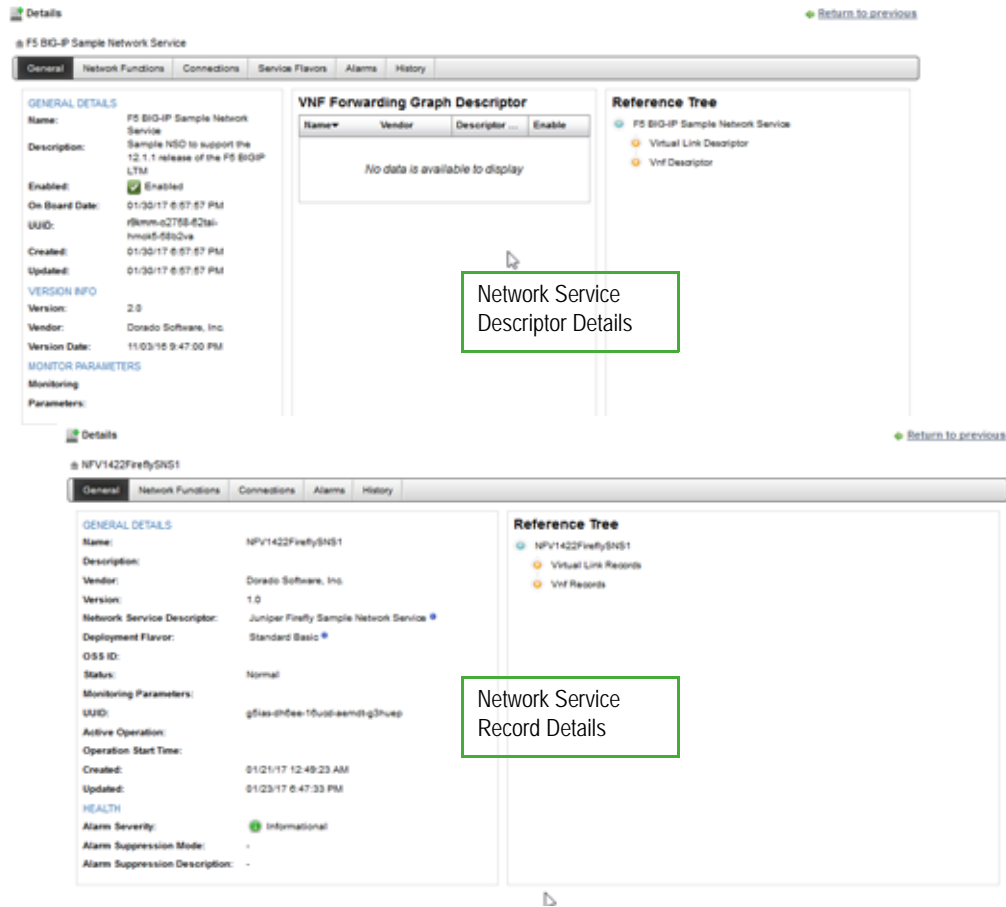 Details
Return to previous
F5 BIG-IP Sample Network Service
General Network Functions Connections Service Flavors Alarms History
GENERAL DETAILS
Name: F5 BIG-IP Sample Network
Service
Description: Sample NSD to support the
12.1.1 release of the F5 BIGIP
LTM
Enabled: Enabled
On Board Date: 01/30/17 6:57:57 PM
UUID:
Created: 01/30/17 6:57:57 PM
Updated: 01/30/17 6:57:57 PM
VERSION INFO
Version: 2.0
Vendor: Dorado Software, Inc.
Version Date: 11/03/16 9:47:00 PM
MONITOR PARAMETERS
Monitoring
Parameters:
VNF Forwarding Graph Descriptor
Name Vendor Descriptor ... Enable
No data is available to display
Reference Tree
F5 BIG-IP Sample Network Service
Virtual Link Descriptor
Vnf Descriptor
Network Service
Descriptor Details
Details
Return to previous
NFV1422FireflySNS1
General Network Functions Connections Alarms History
GENERAL DETAILS
Name: NFV1422FireflySNS1
Description:
Vendor: Dorado Software, Inc.
Version: 1.0
Network Service Descriptor: Juniper Firefly Sample Network Service
Deployment Flavor: Standard Basic
OSS ID:
Status: Normal
Monitoring Parameters:
UUID:
Active Operation:
Operation Start Time:
Created: 01/21/17 12:49:23 AM
Updated: 01/23/17 6:47:33 PM
HEALTH
Alarm Severity: Informational
Alarm Suppression Mode: -
Alarm Suppression Description: -
Reference Tree
NFV1422FireflySNS1
Virtual Link Records
Vnf Records
Network Service
Record Details